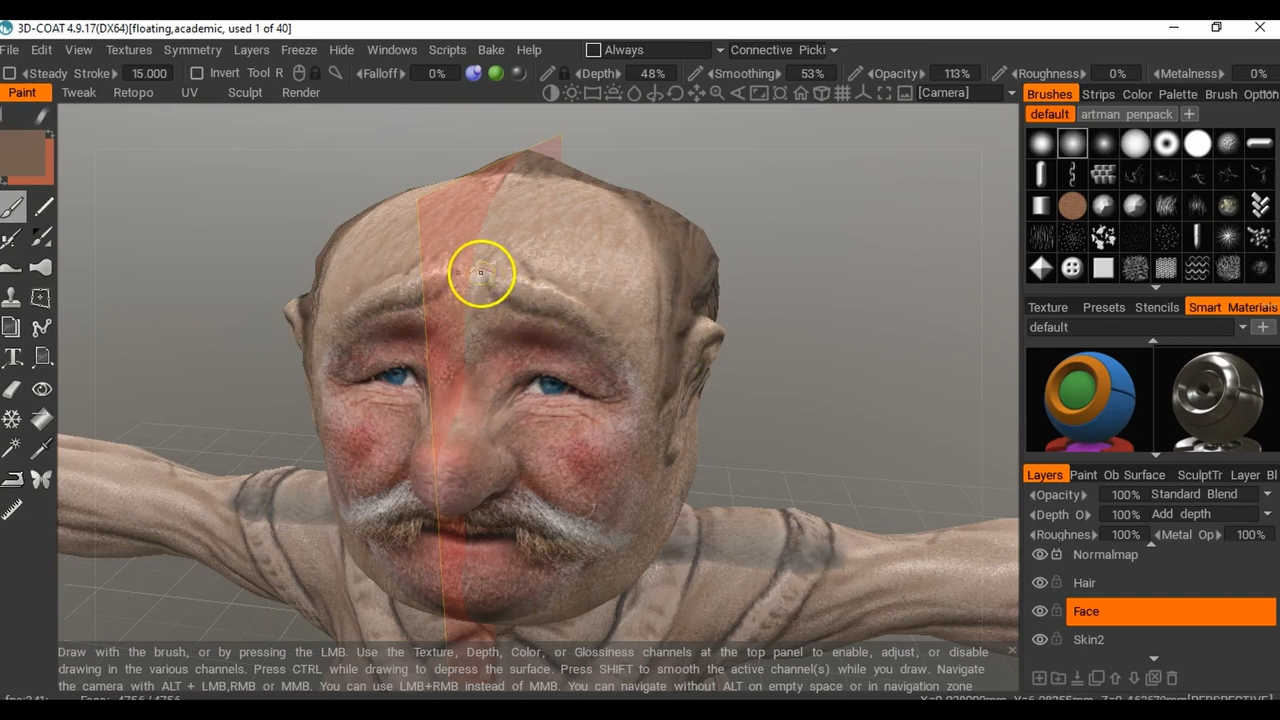 3D-COAT 4.9.17(DX64)[floating,academic, used 1 of 40]
File Edit View Textures Symmetry Layers Freeze Hide Windows Scripts Bake Help Always Connective Picki
Steady Stroke 15.000 Invert Tool R Falloff 0% Depth 48% Smoothing 53% Opacity 113% Roughness 0% Metalness 0%
Paint Tweak Retopo UV Sculpt Render [Camera] Brushes Strips Color Palette Brush Option
default artman penpack
Texture Presets Stencils Smart Materials
default
Layers Paint Ob Surface SculptTr Layer Bl
Opacity 100% Standard Blend
Depth O 100% Add depth
Roughness 100% Metal Op 100%
Normalmap
Hair
Face
Skin2
Draw with the brush, or by pressing the LMB. Use the Texture, Depth, Color, or Glossiness channels at the top panel to enable, adjust, or disable
drawing in the various channels. Press CTRL while drawing to depress the surface. Press SHIFT to smooth the active channel(s) while you draw. Navigate
the camera with ALT + LMB,RMB or MMB. You can use LMB+RMB instead of MMB. You can navigate without ALT on empty space or in navigation zone